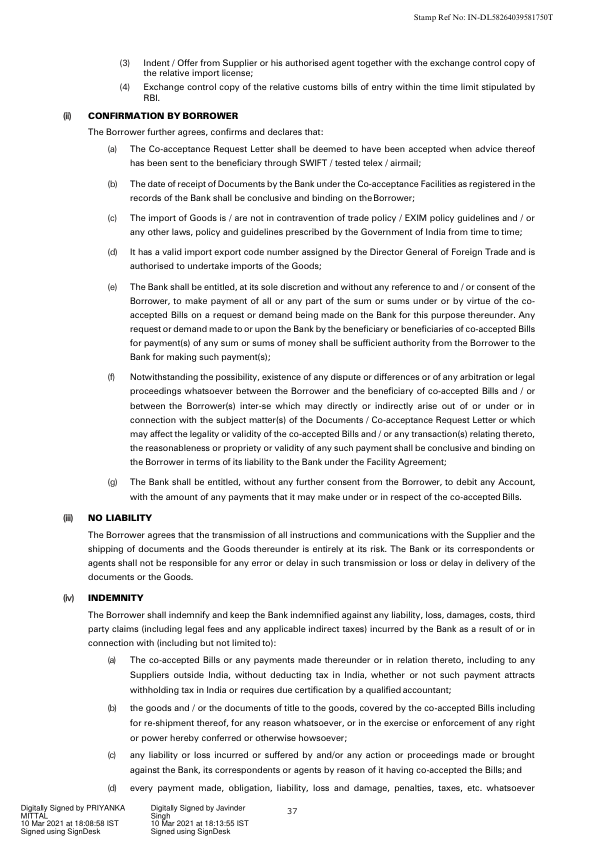 Stamp Ref No: IN-DL58264039581750T
(3) Indent / Offer from Supplier or his authorised agent together with the exchange control copy of
the relative import license;
(4) Exchange control copy of the relative customs bills of entry within the time limit stipulated by
RBI.
(ii) CONFIRMATION BY BORROWER
The Borrower further agrees, confirms and declares that:
(a) The Co-acceptance Request Letter shall be deemed to have been accepted when advice thereof
has been sent to the beneficiary through SWIFT / tested telex / airmail;
(b) The date of receipt of Documents by the Bank under the Co-acceptance Facilities as registered in the
records of the Bank shall be conclusive and binding on the Borrower;
(c) The import of Goods is / are not in contravention of trade policy / EXIM policy guidelines and / or
any other laws, policy and guidelines prescribed by the Government of India from time to time;
(d) It has a valid import export code number assigned by the Director General of Foreign Trade and is
authorised to undertake imports of the Goods;
(e) The Bank shall be entitled, at its sole discretion and without any reference to and / or consent of the
Borrower, to make payment of all or any part of the sum or sums under or by virtue of the co-
accepted Bills on a request or demand being made on the Bank for this purpose thereunder. Any
request or demand made to or upon the Bank by the beneficiary or beneficiaries of co-accepted Bills
for payment(s) of any sum or sums of money shall be sufficient authority from the Borrower to the
Bank for making such payment(s);
(f) Notwithstanding the possibility, existence of any dispute or differences or of any arbitration or legal
proceedings whatsoever between the Borrower and the beneficiary of co-accepted Bills and / or
between the Borrower(s) inter-se which may directly or indirectly arise out of or under or in
connection with the subject matter(s) of the Documents / Co-acceptance Request Letter or which
may affect the legality or validity of the co-accepted Bills and / or any transaction(s) relating thereto,
the reasonableness or propriety or validity of any such payment shall be conclusive and binding on
the Borrower in terms of its liability to the Bank under the Facility Agreement;
(g) The Bank shall be entitled, without any further consent from the Borrower, to debit any Account,
with the amount of any payments that it may make under or in respect of the co-accepted Bills.
(iii) NO LIABILITY
The Borrower agrees that the transmission of all instructions and communications with the Supplier and the
shipping of documents and the Goods thereunder is entirely at its risk. The Bank or its correspondents or
agents shall not be responsible for any error or delay in such transmission or loss or delay in delivery of the
documents or the Goods.
(iv) INDEMNITY
The Borrower shall indemnify and keep the Bank indemnified against any liability, loss, damages, costs, third
party claims (including legal fees and any applicable indirect taxes) incurred by the Bank as a result of or in
connection with (including but not limited to):
(a) The co-accepted Bills or any payments made thereunder or in relation thereto, including to any
Suppliers outside India, without deducting tax in India, whether or not such payment attracts
withholding tax in India or requires due certification by a qualified accountant;
(b) the goods and / or the documents of title to the goods, covered by the co-accepted Bills including
for re-shipment thereof, for any reason whatsoever, or in the exercise or enforcement of any right
or power hereby conferred or otherwise howsoever;
(c) any liability or loss incurred or suffered by and/or any action or proceedings made or brought
against the Bank, its correspondents or agents by reason of it having co-accepted the Bills; and
(d) every payment made, obligation, liability, loss and damage, penalties, taxes, etc. whatsoever
Digitally Signed by PRIYANKA
MITTAL
10 Mar 2021 at 18:08:58 IST
Signed using SignDesk
Digitally Signed by Javinder
Singh
10 Mar 2021 at 18:13:55 IST
Signed using SignDesk
37